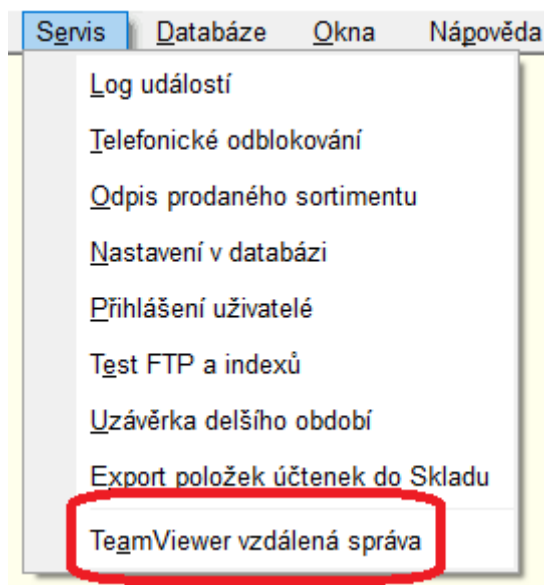 Servis Databáze Okna Nápověda
Log událostí
Telefonické odblokování
Odpis prodaného sortimentu
Nastavení v databázi
Přihlášení uživatelé
Test FTP a indexů
Uzávěrka delšího období
Export položek účtenek do Skladu
TeamViewer vzdálená správa